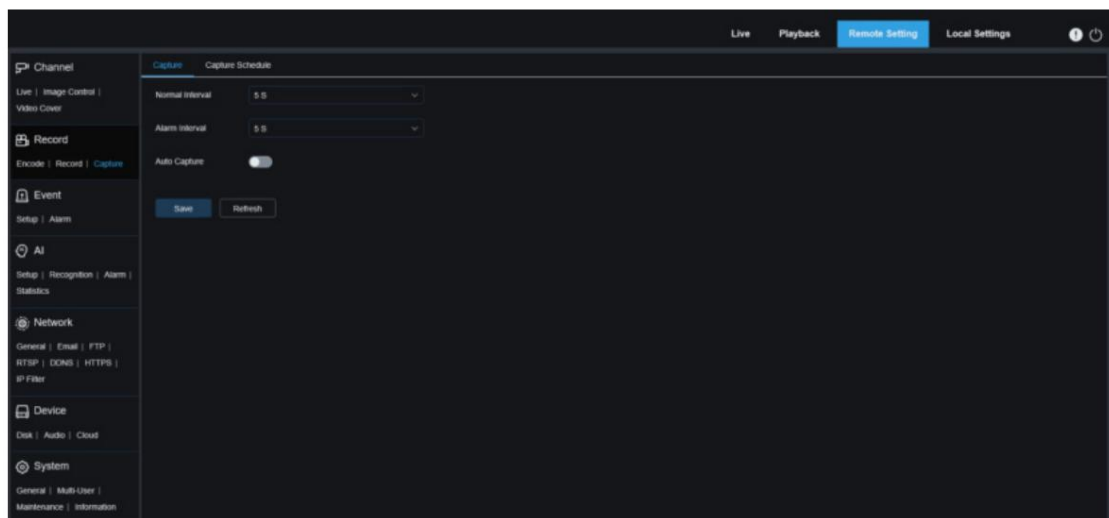 Live Playback Remote Setting Local Settings
Channel
Live | Image Control |
Video Cover
Record
Encode | Record | Capture
Event
Setup | Alarm
AI
Setup | Recognition | Alarm |
Statistics
Network
General | Email | FTP |
RTSP | DDNS | HTTPS |
IP Filter
Device
Disk | Audio | Cloud
System
General | Multi-User |
Maintenance | Information
Capture Capture Schedule
Normal Interval 5 S
Alarm Interval 5 S
Auto Capture
Save Refresh